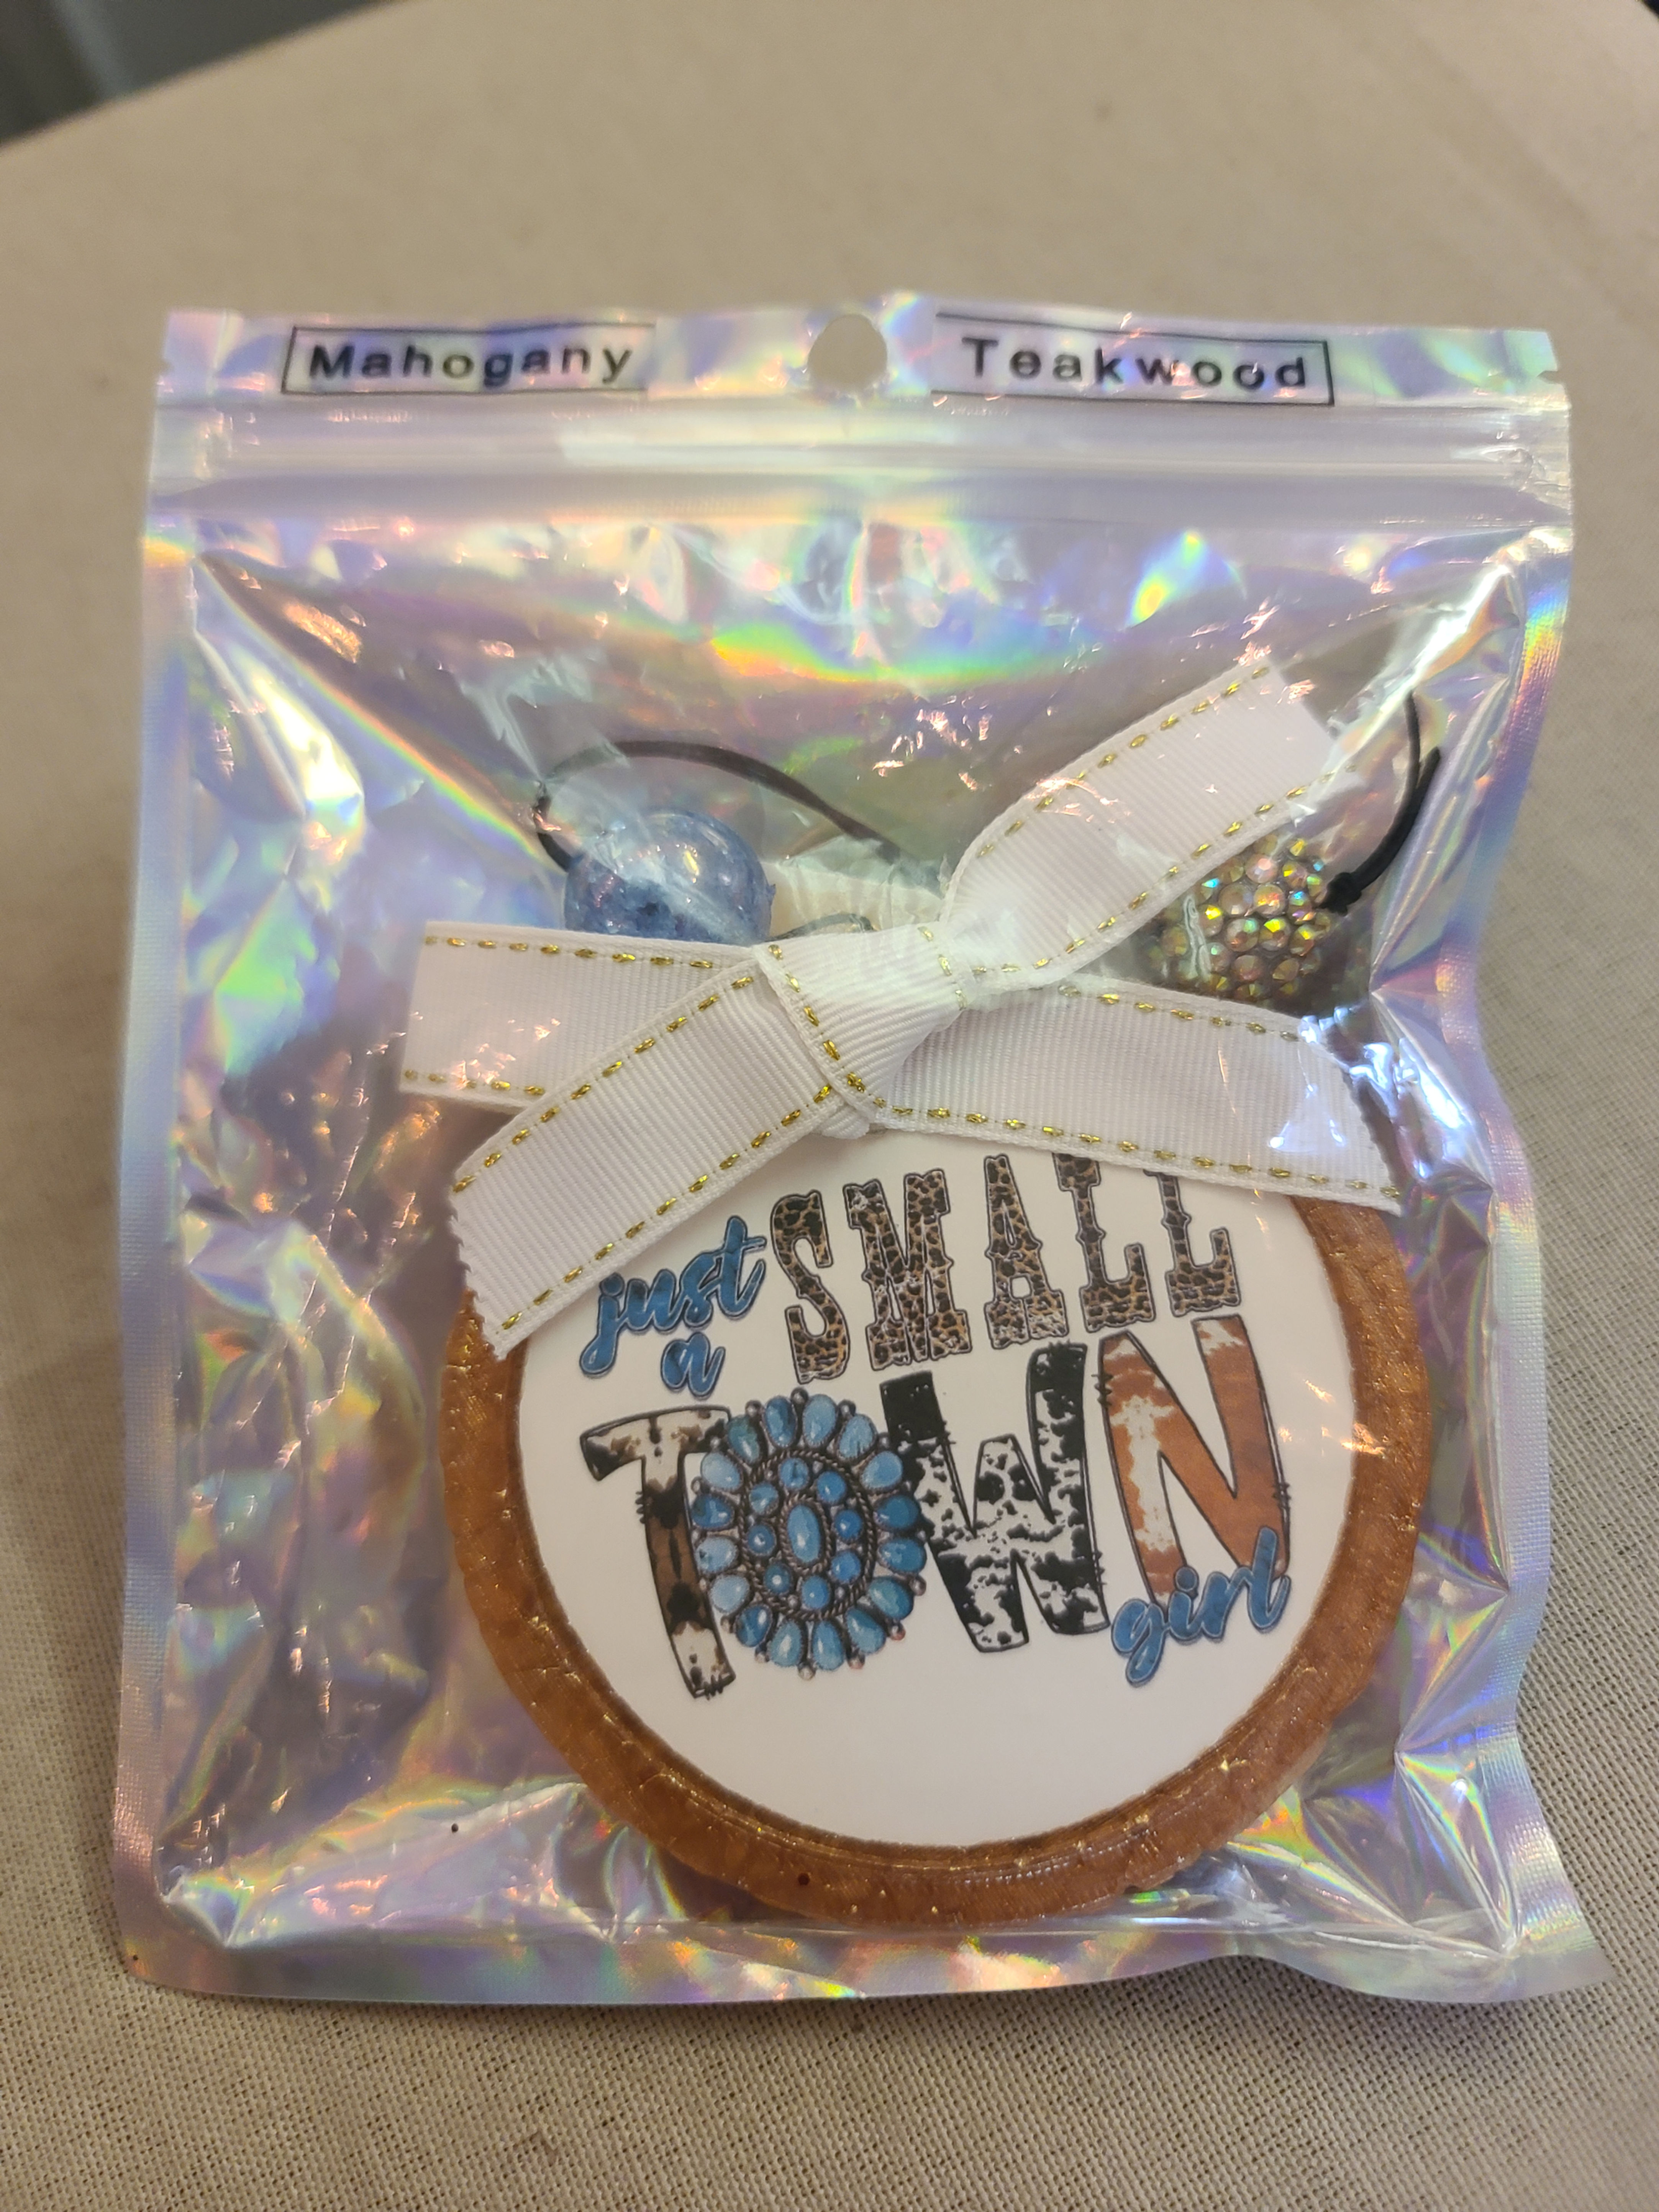 Mahogany Teakwood
just SMALL
a
TOWN
girl